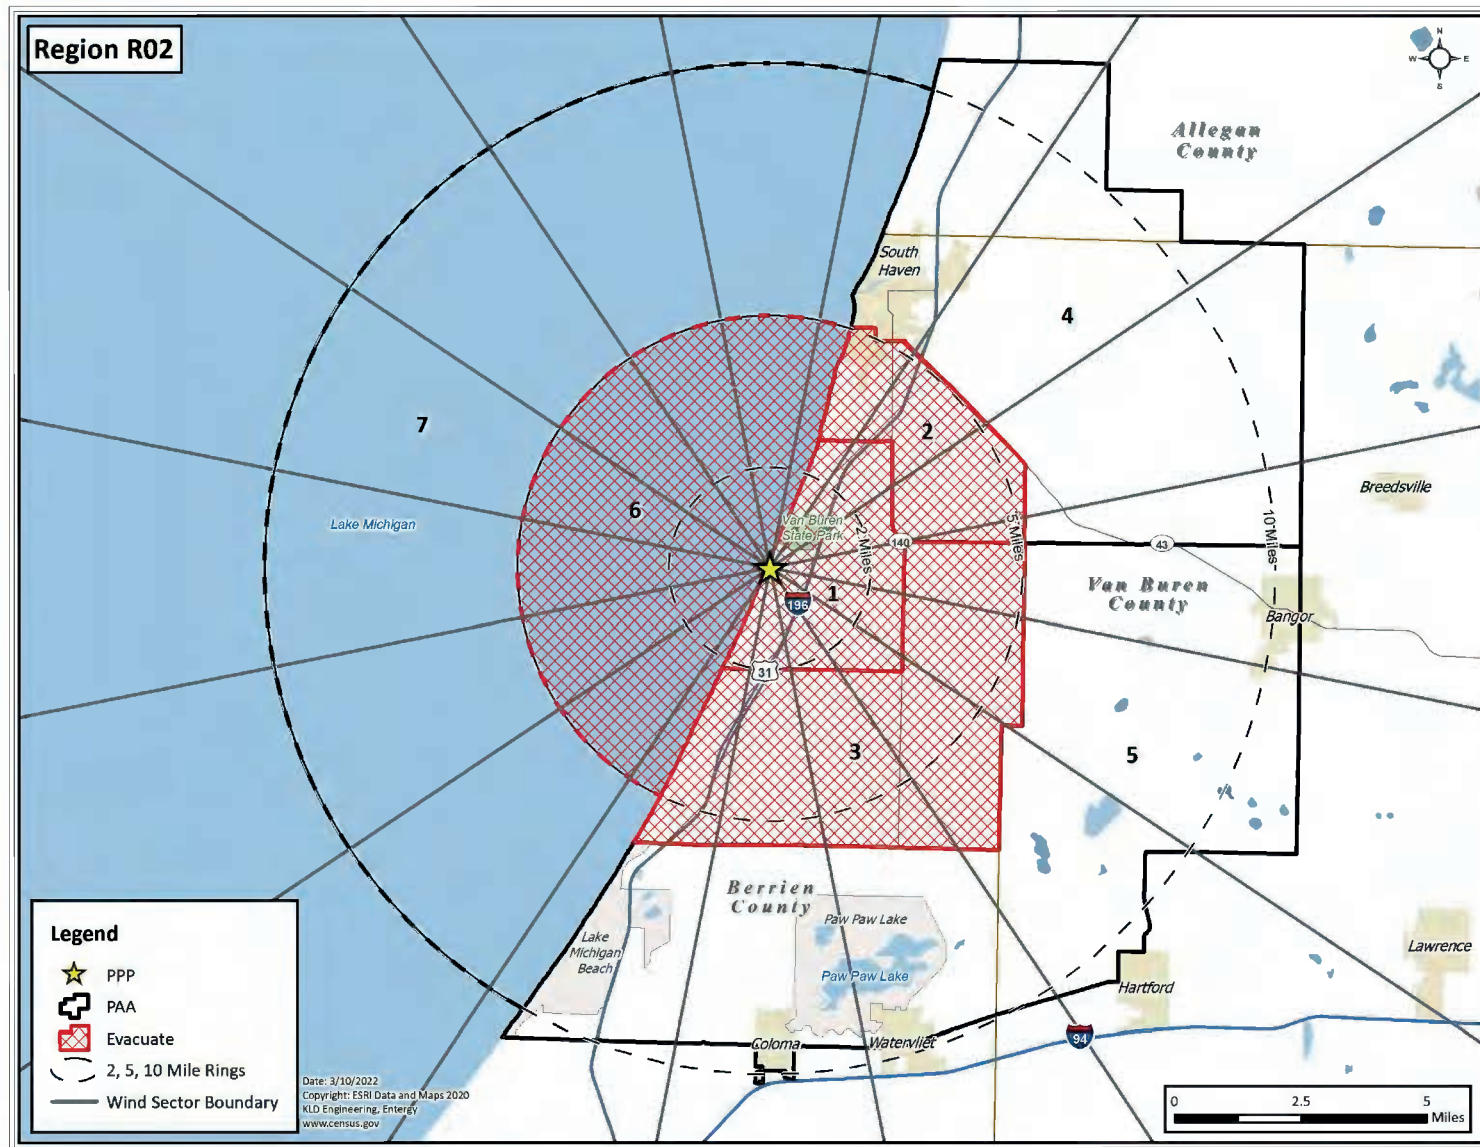 Region R02
N
W E
S
Allegan
County
South
Haven
4
7
2
Breedsville
6
Lake Michigan
Van Buren
State Park
2 Miles
5 Miles
10 Miles
140
43
Van Buren
County
1
196
Bangor
31
3
5
Berrien
County
Paw Paw Lake
Lake
Michigan
Beach
Paw Paw Lake
Lawrence
Hartford
Coloma
Watervliet
94
Legend
PPP
PAA
Evacuate
2, 5, 10 Mile Rings
Wind Sector Boundary
Date: 3/10/2022
Copyright: ESRI Data and Maps 2020
KLD Engineering, Entergy
www.census.gov
0 2.5 5
Miles